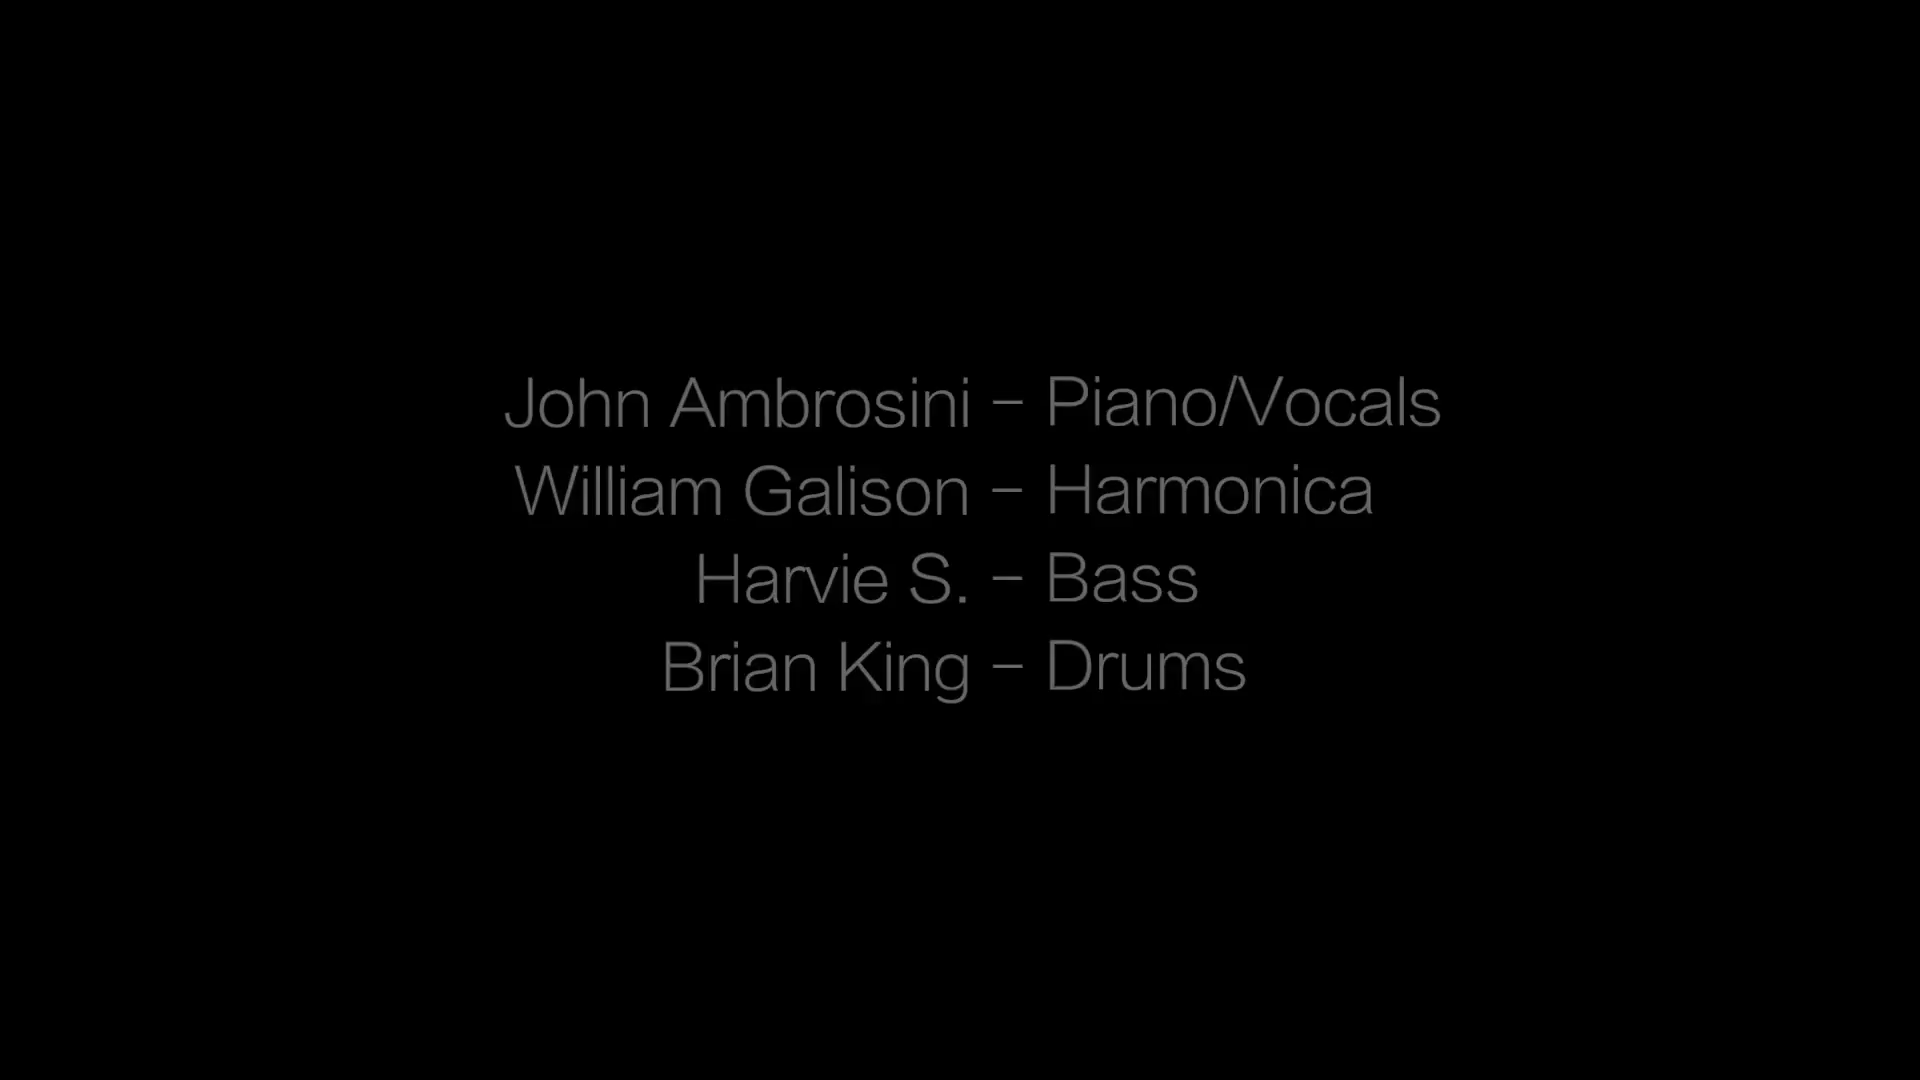 John Ambrosini – Piano/Vocals
William Galison – Harmonica
Harvie S. – Bass
Brian King – Drums